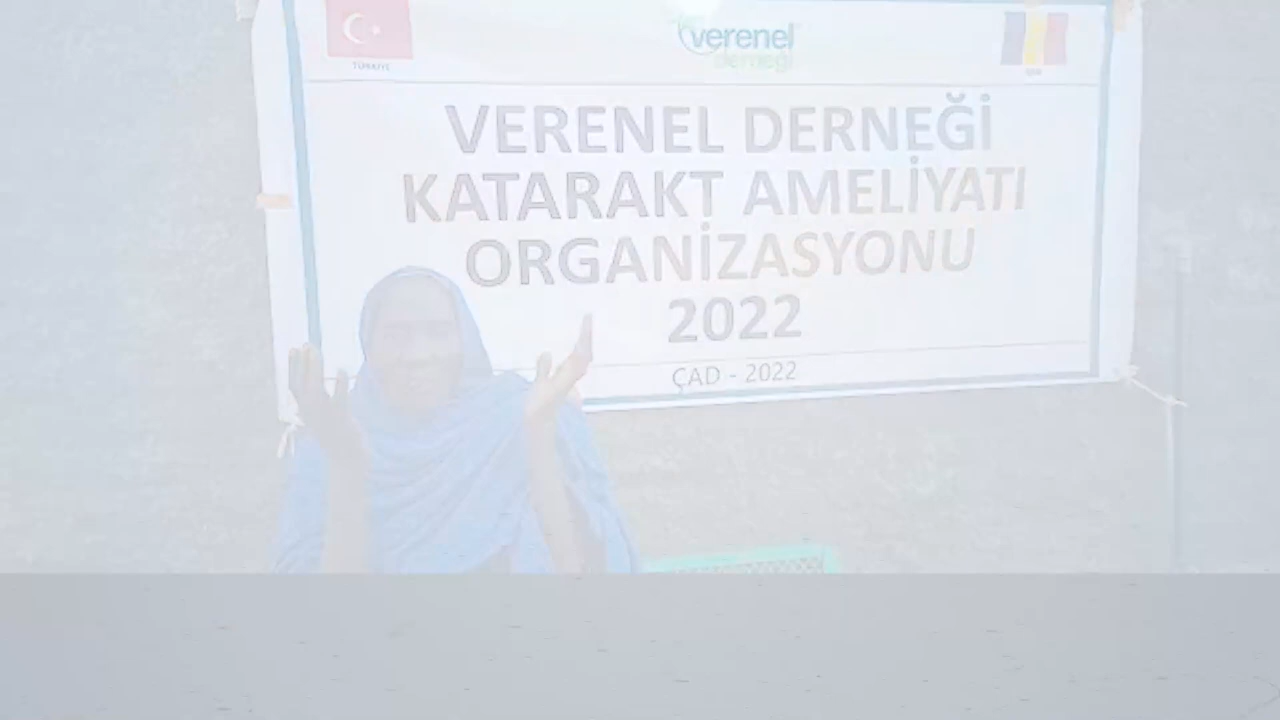 TÜRKİYE
verenel
derneği
VERENEL DERNEĞİ
KATARAKT AMELİYATI
ORGANİZASYONU
2022
ÇAD - 2022